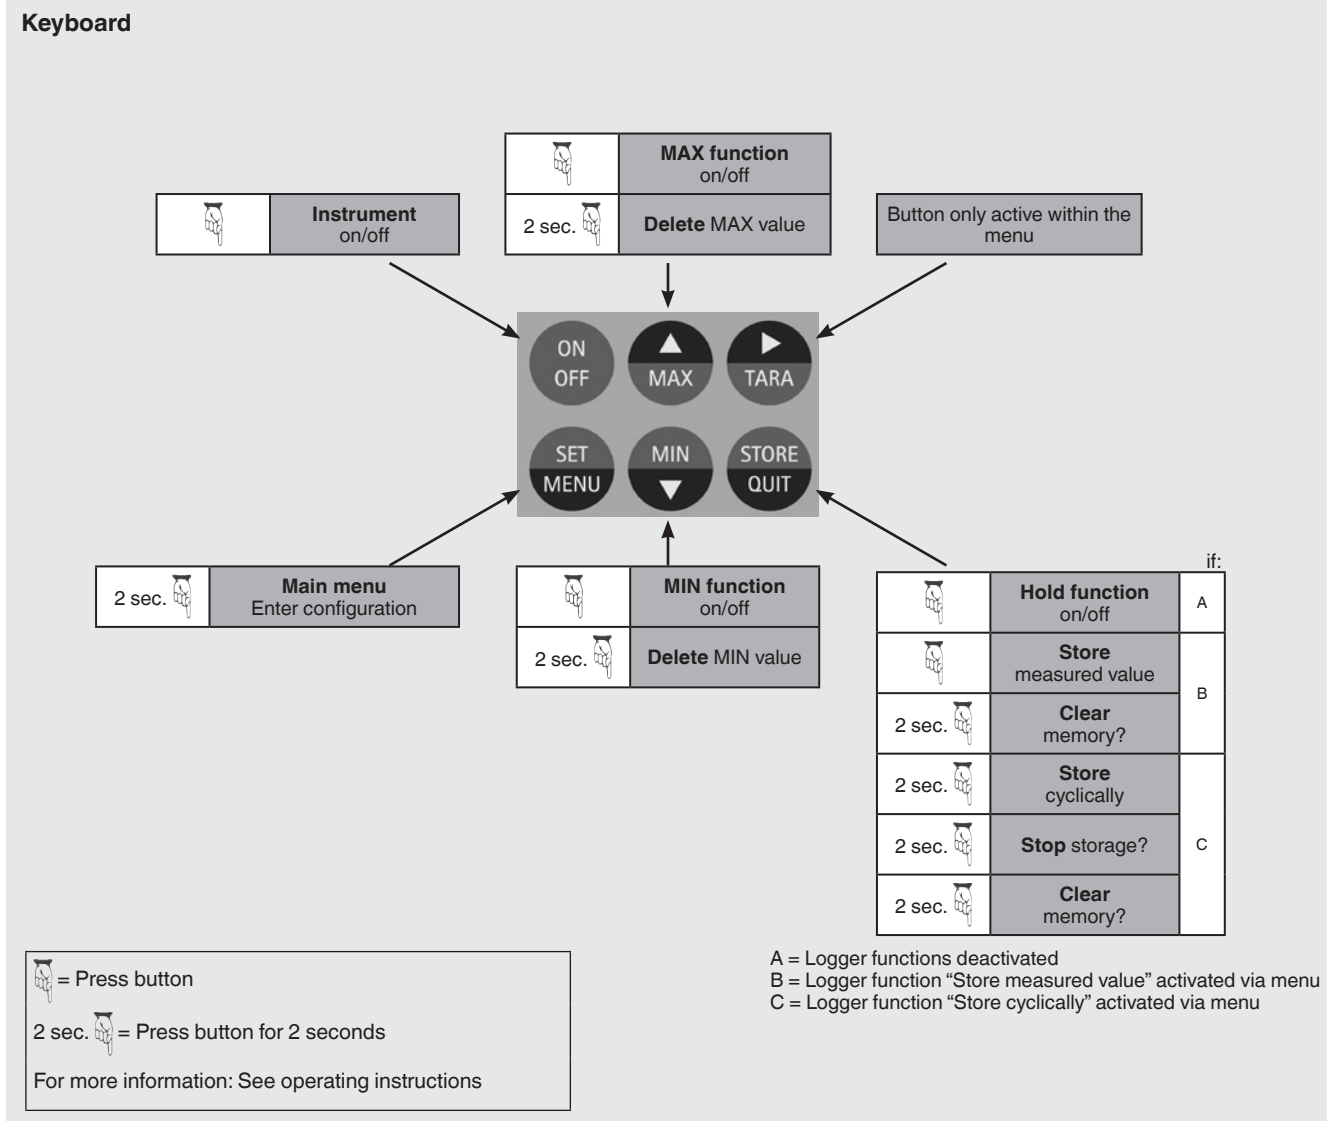 Keyboard
MAX function
on/off
2 sec.
Delete MAX value
Instrument
on/off
Button only active within the
menu
ON
OFF
MAX
TARA
SET
MENU
MIN
STORE
QUIT
2 sec.
Main menu
Enter configuration
MIN function
on/off
2 sec.
Delete MIN value
if:
Hold function
on/off
A
Store
measured value
B
2 sec.
Clear
memory?
2 sec.
Store
cyclically
2 sec.
Stop storage?
C
2 sec.
Clear
memory?
= Press button
2 sec. = Press button for 2 seconds
For more information: See operating instructions
A = Logger functions deactivated
B = Logger function “Store measured value” activated via menu
C = Logger function “Store cyclically” activated via menu